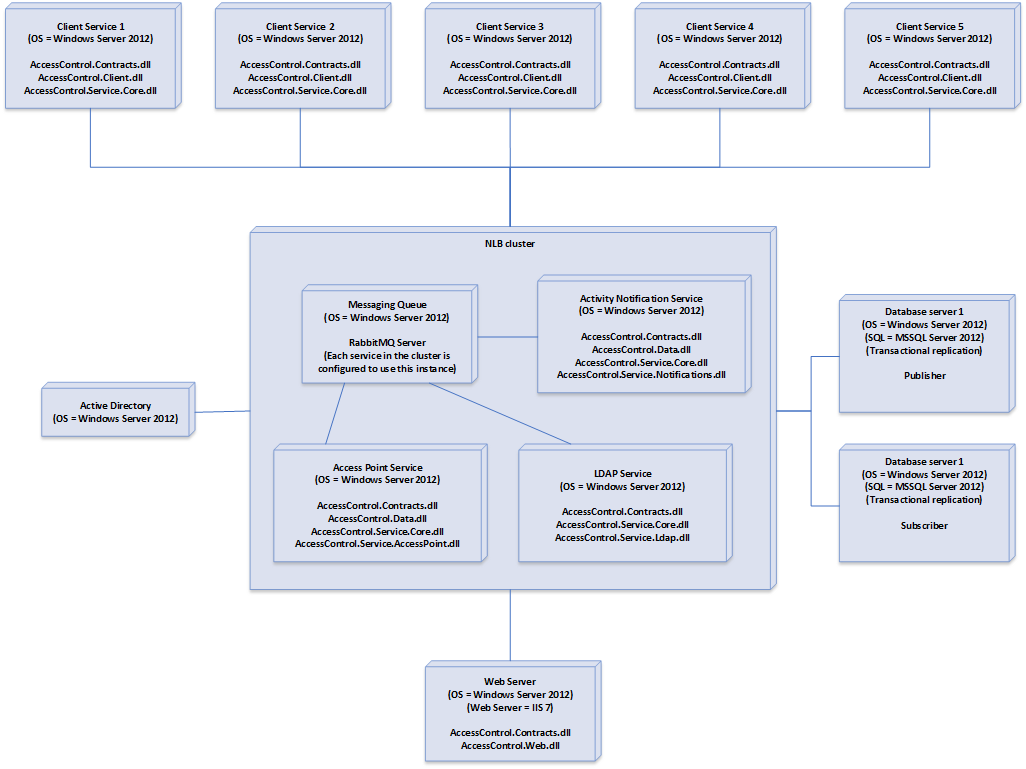 Client Service 1
(OS = Windows Server 2012)
AccessControl.Contracts.dll
AccessControl.Client.dll
AccessControl.Service.Core.dll
Client Service 2
(OS = Windows Server 2012)
AccessControl.Contracts.dll
AccessControl.Client.dll
AccessControl.Service.Core.dll
Client Service 3
(OS = Windows Server 2012)
AccessControl.Contracts.dll
AccessControl.Client.dll
AccessControl.Service.Core.dll
Client Service 4
(OS = Windows Server 2012)
AccessControl.Contracts.dll
AccessControl.Client.dll
AccessControl.Service.Core.dll
Client Service 5
(OS = Windows Server 2012)
AccessControl.Contracts.dll
AccessControl.Client.dll
AccessControl.Service.Core.dll
NLB cluster
Messaging Queue
(OS = Windows Server 2012)
RabbitMQ Server
(Each service in the cluster is
configured to use this instance)
Activity Notification Service
(OS = Windows Server 2012)
AccessControl.Contracts.dll
AccessControl.Data.dll
AccessControl.Service.Core.dll
AccessControl.Service.Notifications.dll
Database server 1
(OS = Windows Server 2012)
(SQL = MSSQL Server 2012)
(Transactional replication)
Publisher
Active Directory
(OS = Windows Server 2012)
Access Point Service
(OS = Windows Server 2012)
AccessControl.Contracts.dll
AccessControl.Data.dll
AccessControl.Service.Core.dll
AccessControl.Service.AccessPoint.dll
LDAP Service
(OS = Windows Server 2012)
AccessControl.Contracts.dll
AccessControl.Service.Core.dll
AccessControl.Service.Ldap.dll
Database server 1
(OS = Windows Server 2012)
(SQL = MSSQL Server 2012)
(Transactional replication)
Subscriber
Web Server
(OS = Windows Server 2012)
(Web Server = IIS 7)
AccessControl.Contracts.dll
AccessControl.Web.dll